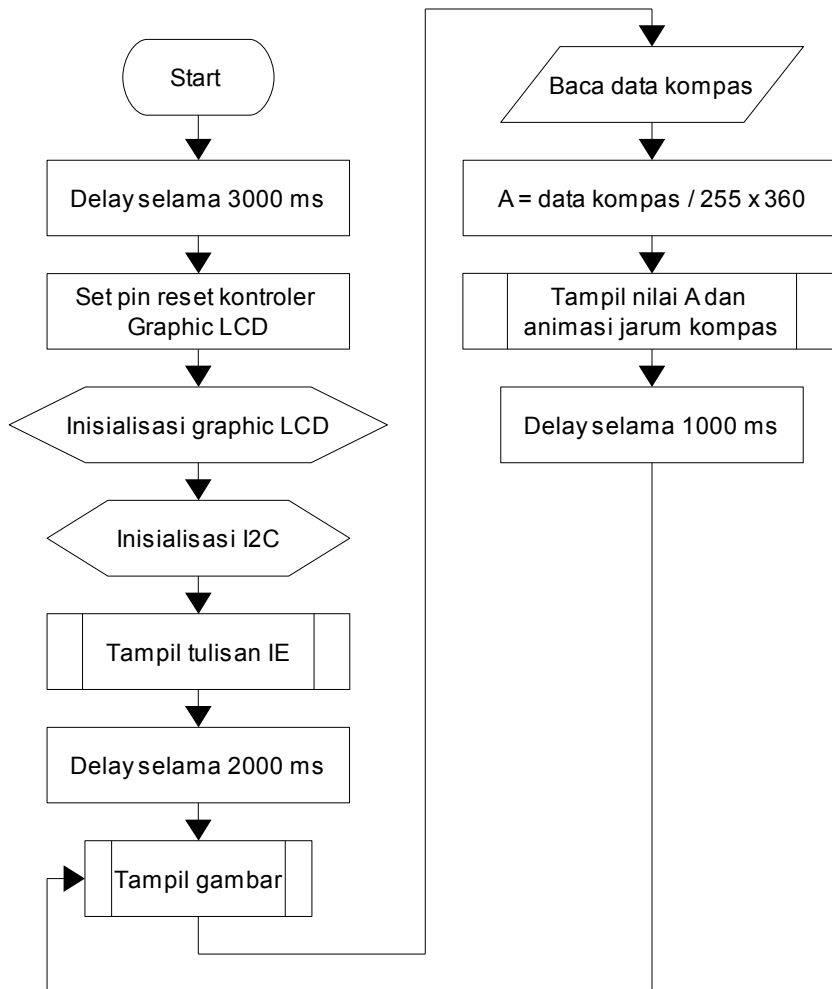 Start
Delay selama 3000 ms
Set pin reset kontroler
Graphic LCD
Inisialisasi graphic LCD
Inisialisasi I2C
Tampil tulisan IE
Delay selama 2000 ms
Tampil gambar
Baca data kompas
A = data kompas / 255 x 360
Tampil nilai A dan
animasi jarum kompas
Delay selama 1000 ms